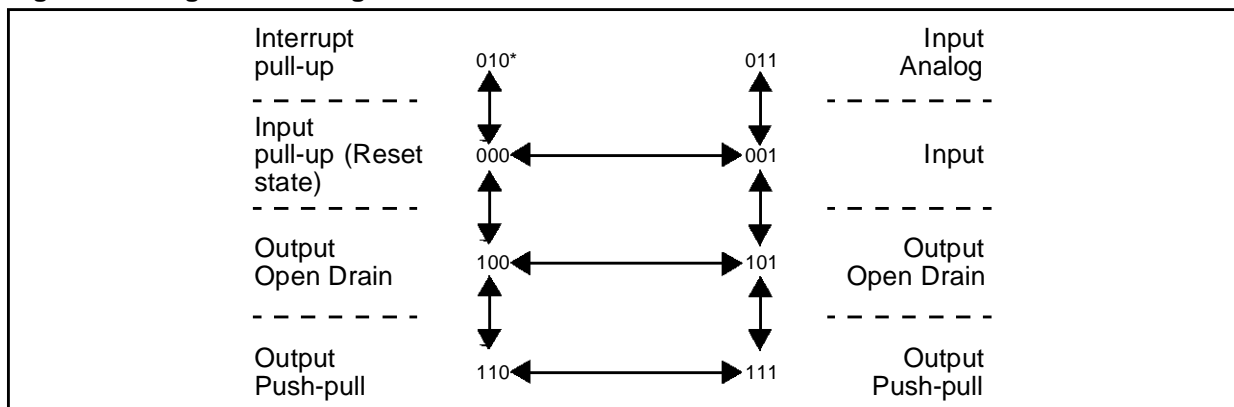 Interrupt
pull-up
010*
011
Input
Analog
Input
pull-up (Reset
state)
000
001
Input
Output
Open Drain
100
101
Output
Open Drain
Output
Push-pull
110
111
Output
Push-pull